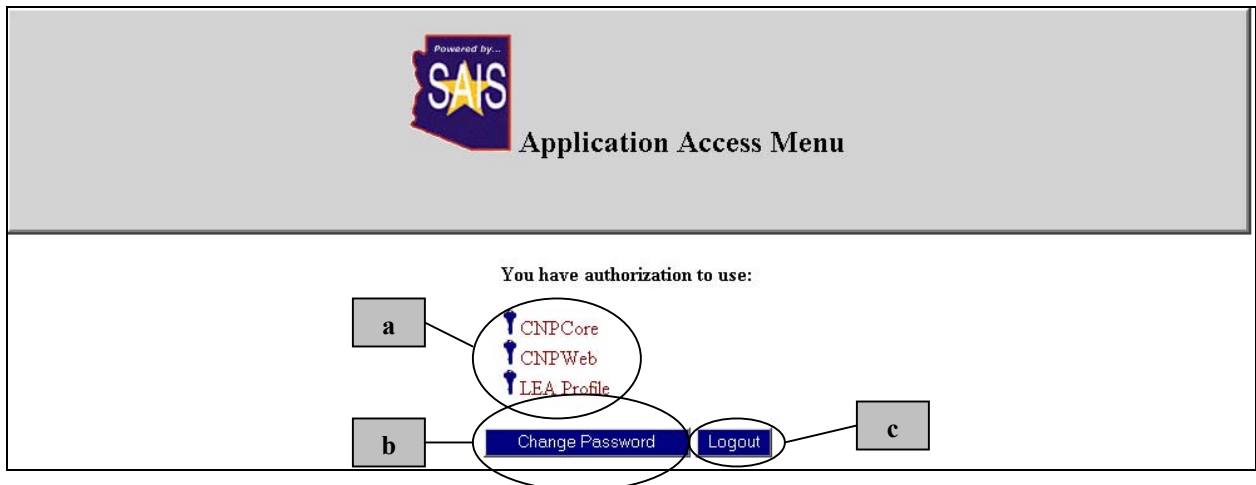 Powered by...
SAIS
Application Access Menu
You have authorization to use:
a
CNPCore
CNPWeb
LEA Profile
b
Change Password
Logout
c